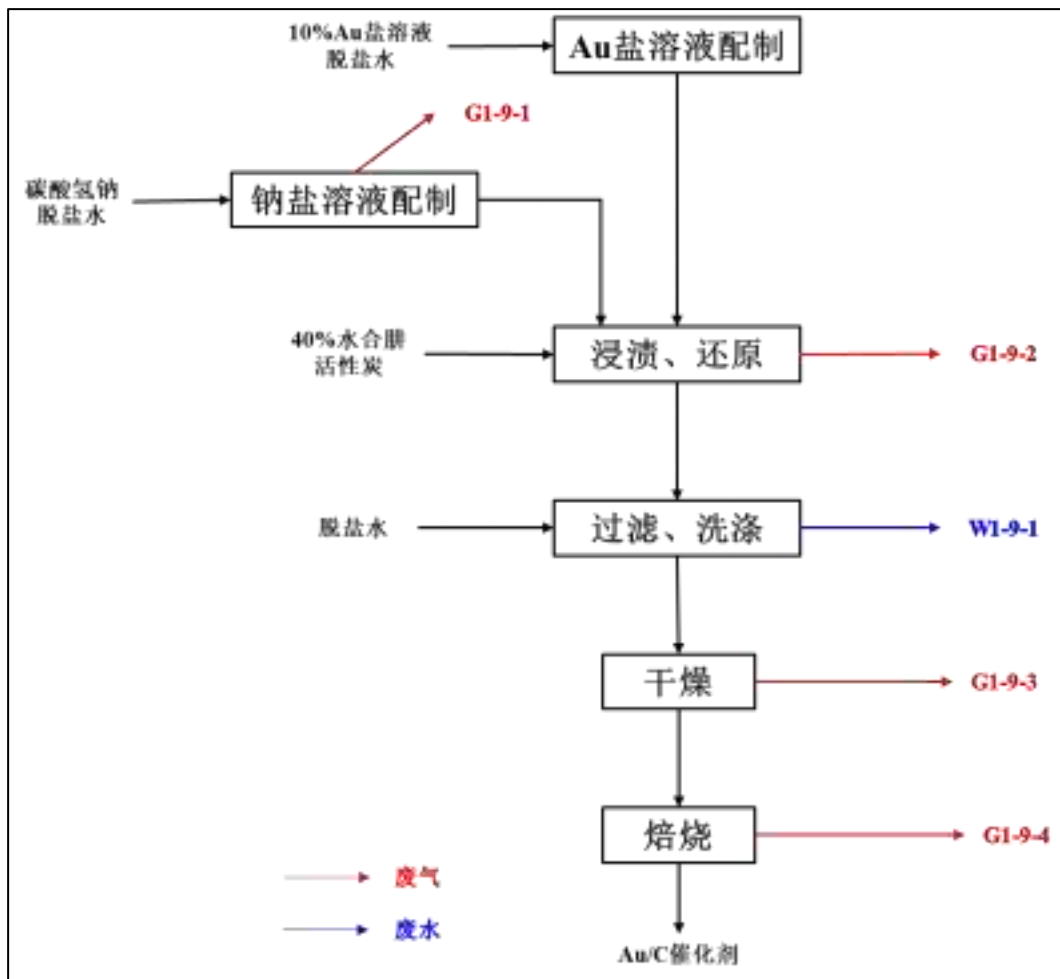 10%Au盐溶液
脱盐水
Au盐溶液配制
G1-9-1
碳酸氢钠
脱盐水
钠盐溶液配制
40%水合肼
活性炭
浸渍、还原
G1-9-2
脱盐水
过滤、洗涤
W1-9-1
干燥
G1-9-3
焙烧
G1-9-4
废气
废水
Au/C催化剂